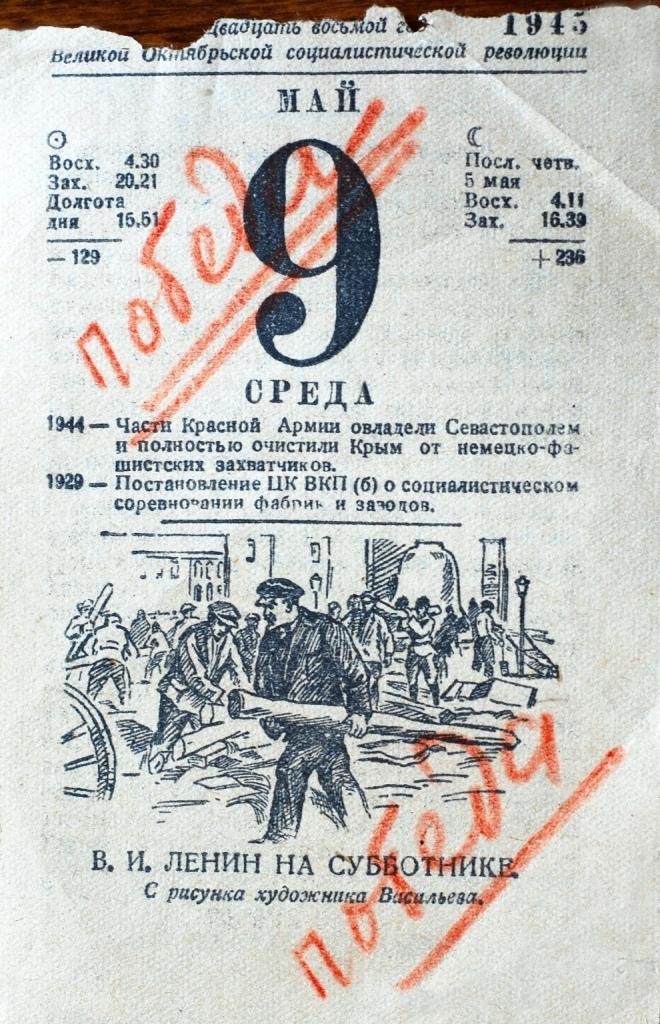 Двадцать восьмой год 1945
Великой Октябрьской социалистической революции
МАЙ
Восх. 4.30
Зах. 20.21
Долгота
дня 15.51
— 129
9
Посл. четв.
5 мая
Восх. 4.11
Зах. 16.39
+ 236
победа!
СРЕДА
1944 — Части Красной Армии овладели Севастополем
и полностью очистили Крым от немецко-фа-
шистских захватчиков.
1929 — Постановление ЦК ВКП (б) о социалистическом
соревновании фабрик и заводов.
В. И. ЛЕНИН НА СУББОТНИКЕ.
С рисунка художника Васильева.
победа